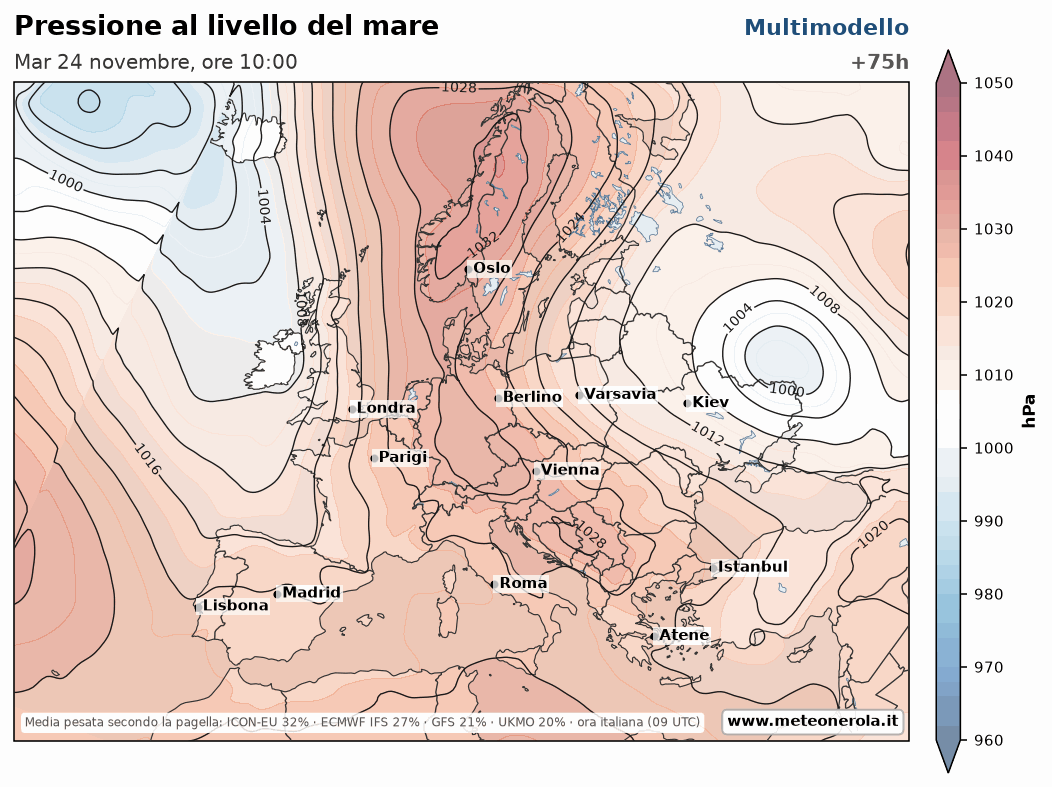 Pressione al livello del mare
Multimodello
Mar 24 novembre, ore 10:00
+75h
1028
1050
1040
1030
1020
1010
1000
990
980
970
960
hPa
1000
1004
1024
1032
Oslo
1008
1008
1004
1000
Londra
Berlino
Varsavia
Kiev
1012
1016
Parigi
Vienna
1028
1020
Istanbul
Madrid
Roma
Lisbona
Atene
Media pesata secondo la pagella: ICON-EU 32% · ECMWF IFS 27% · GFS 21% · UKMO 20% · ora italiana (09 UTC)
www.meteonerola.it